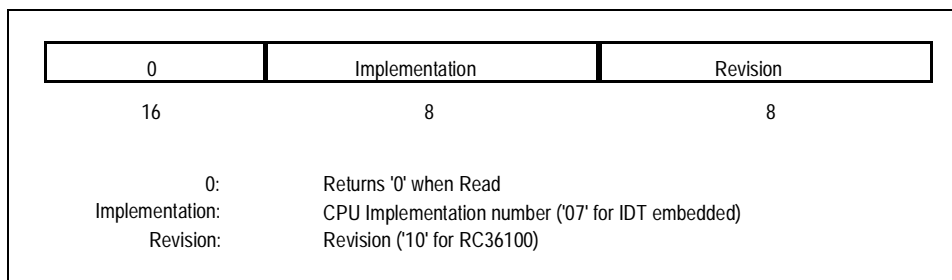 0 Implementation Revision
16 8 8
0: Returns '0' when Read
Implementation: CPU Implementation number ('07' for IDT embedded)
Revision: Revision ('10' for RC36100)